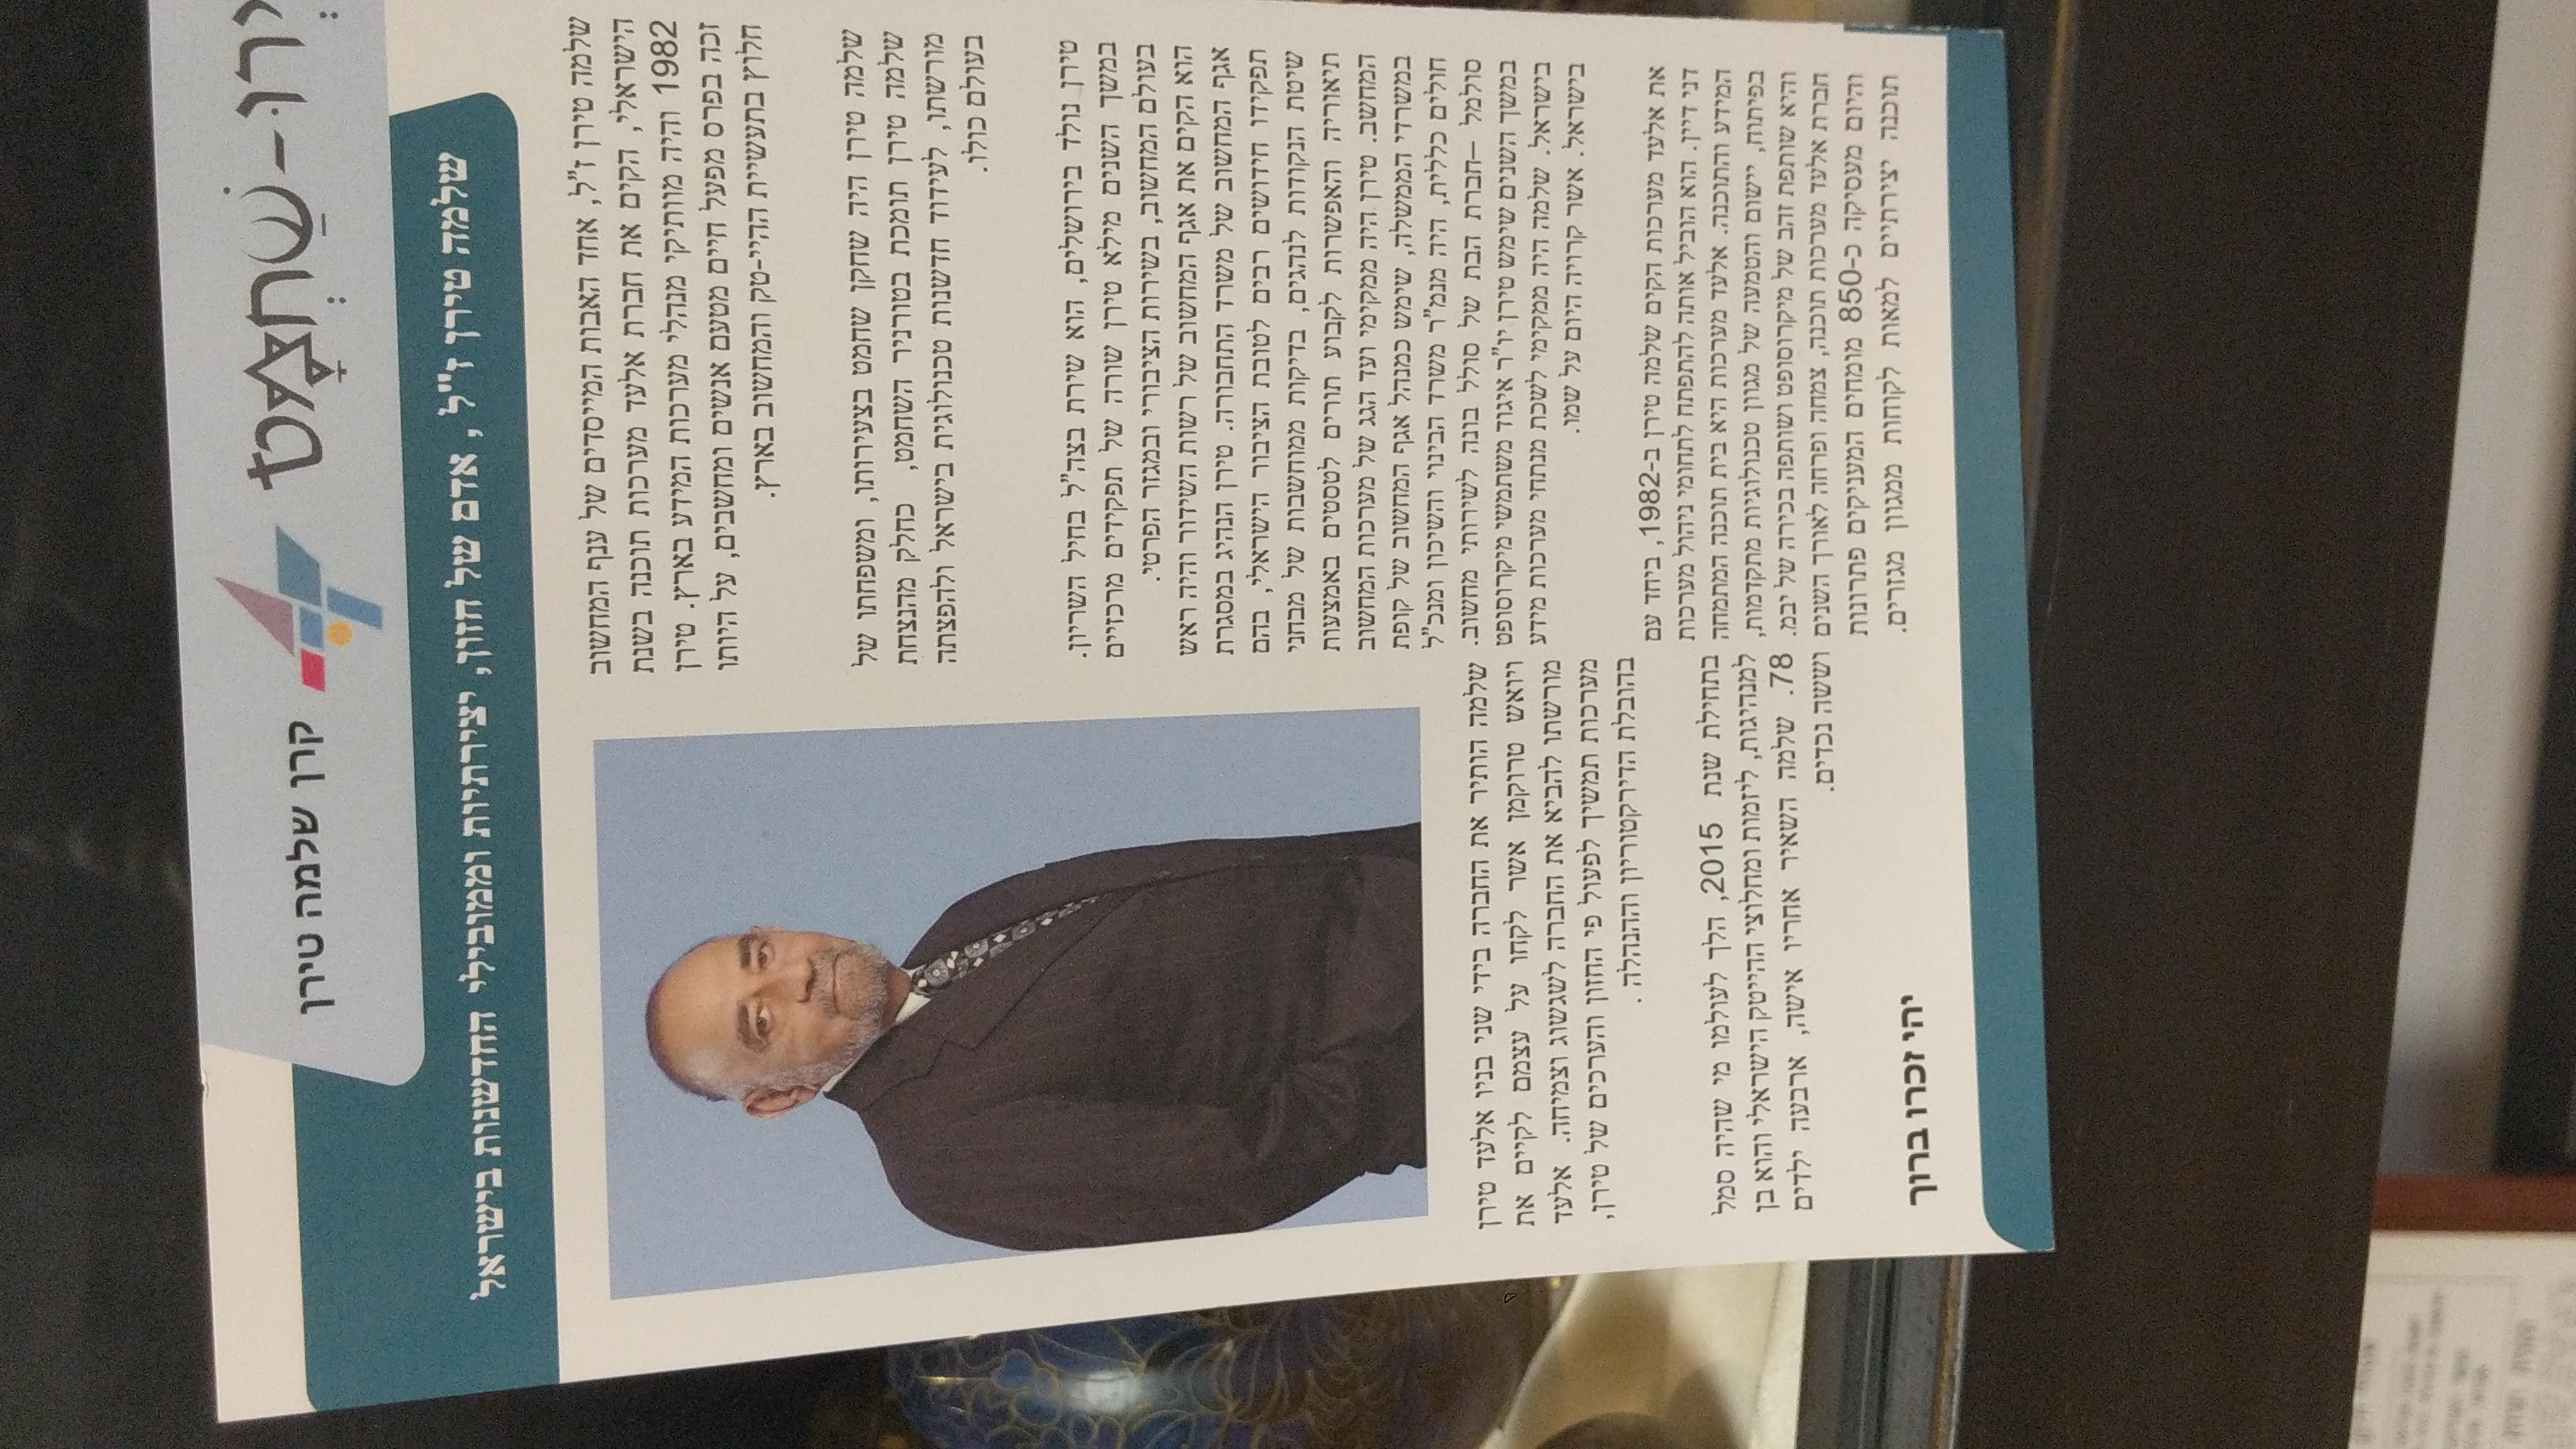 יְרוּ-שַׁחְמָט
קרן שלמה טירן
שלמה טירן ז"ל , אדם של חזון, יצירתיות וממובילי החדשנות בישראל
שלמה טירן ז"ל, אחד האבות המייסדים של ענף המחשוב
הישראלי, הקים את חברת אלעד מערכות תוכנה בשנת
1982 והיה מוותיקי מנהלי מערכות המידע בארץ. טירן
זכה בפרס מפעל חיים מטעם אנשים ומחשבים, על היותו
חלוץ בתעשיית ההיי-טק והמחשוב בארץ.
שלמה טירן היה שחקן שחמט בצעירותו, ומשפחתו של
שלמה טירן תומכת בטורניר השחמט, כחלק מהנצחת
מורשתו, לעידוד חדשנות טכנולוגית בישראל ולהפצתה
בעולם כולו.
טירן נולד בירושלים, הוא שירת בצה"ל בחיל השריון.
במשך השנים מילא טירן שורה של תפקידים מרכזיים
בעולם המחשוב, בשירות הציבורי ובמגזר הפרטי.
הוא הקים את אגף המחשוב של רשות השידור והיה ראש
אגף המחשוב של משרד התחבורה. טירן הנהיג במסגרת
תפקידו חידושים רבים לטובת הציבור הישראלי, בהם
שיטת הנקודות לנהגים, בדיקות ממוחשבות של מבחני
תיאוריה והאפשרות לקבוע תורים לטסטים באמצעות
המחשב. טירן היה ממקימי ועד הגג של מערכות המחשוב
במשרדי הממשלה, שימש כמנהל אגף המחשוב של קופת
חולים כללית, היה מנמ"ר משרד הבינוי והשיכון ומנכ"ל
סולמל –חברת הבת של סולל בונה לשירותי מחשוב.
במשך השנים שימש טירן יו"ר איגוד משתמשי מיקרוסופט
בישראל. שלמה היה ממקימי לשכת מנתחי מערכות מידע
בישראל. אשר קרויה היום על שמו.
את אלעד מערכות הקים שלמה טירן ב-1982, ביחד עם
דני דיין. הוא הוביל אותה להתפתח לתחומי ניהול מערכות
המידע והתוכנה. אלעד מערכות היא בית תוכנה המתמחה
בפיתוח, יישום והטמעה של מגוון טכנולוגיות מתקדמות,
והיא שותפת זהב של מיקרוסופט ושותפה בכירה של יבמ.
חברת אלעד מערכות תוכנה, צמחה ופרחה לאורך השנים
והיום מעסיקה כ-850 מומחים המעניקים פתרונות
תוכנה יצירתיים למאות לקוחות ממגוון מגזרים.
שלמה הותיר את החברה בידי שני בניו אלעד טירן
ויואש טרוקמן אשר לקחו על עצמם לקיים את
מורשתו להביא את החברה לשגשוג וצמיחה. אלעד
מערכות תמשיך לפעול פי החזון והערכים של טירן,
בהובלת הדירקטוריון וההנהלה .
בתחילת שנת 2015, הלך לעולמו מי שהיה סמל
למנהיגות, ליזמות ומחלוצי ההייטק הישראלי והוא בן
78. שלמה השאיר אחריו אישה, ארבעה ילדים
וששה נכדים.
יהי זכרו ברוך